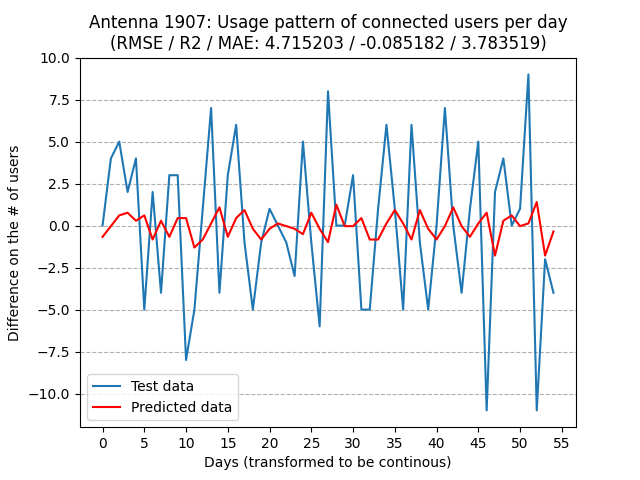 Antenna 1907: Usage pattern of connected users per day
(RMSE / R2 / MAE: 4.715203 / -0.085182 / 3.783519)
Difference on the # of users
10.0
7.5
5.0
2.5
0.0
−2.5
−5.0
−7.5
−10.0
Test data
Predicted data
0 5 10 15 20 25 30 35 40 45 50 55
Days (transformed to be continous)